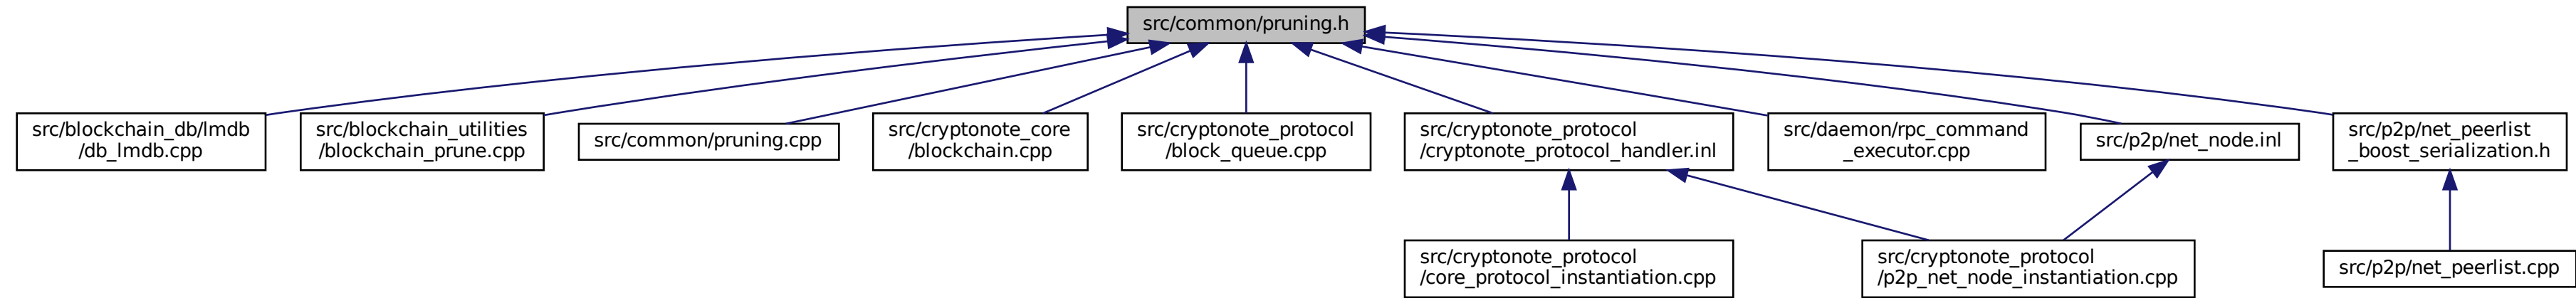 src/common/pruning.h
src/blockchain_db/lmdb
/db_lmdb.cpp
src/blockchain_utilities
/blockchain_prune.cpp
src/common/pruning.cpp
src/cryptonote_core
/blockchain.cpp
src/cryptonote_protocol
/block_queue.cpp
src/cryptonote_protocol
/cryptonote_protocol_handler.inl
src/daemon/rpc_command
_executor.cpp
src/p2p/net_node.inl
src/p2p/net_peerlist
_boost_serialization.h
src/cryptonote_protocol
/core_protocol_instantiation.cpp
src/cryptonote_protocol
/p2p_net_node_instantiation.cpp
src/p2p/net_peerlist.cpp